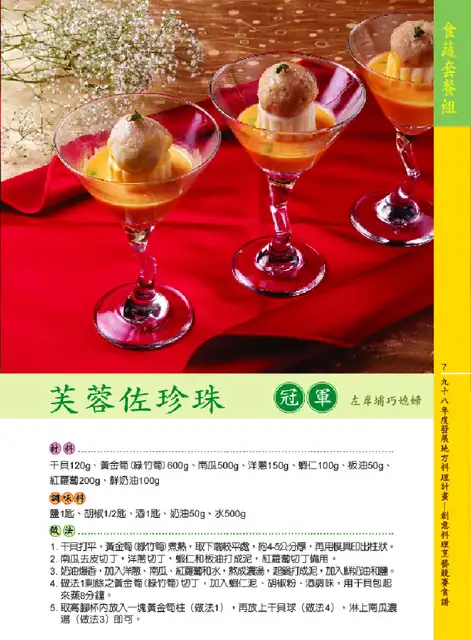 食蔬套餐組
芙蓉佐珍珠
冠軍
左岸埔巧媳婦
材料
干貝120g、黃金筍(綠竹筍)600g、南瓜500g、洋蔥150g、蝦仁100g、板油50g、
紅蘿蔔200g、鮮奶油100g
調味料
鹽1匙、胡椒1/2匙、酒1匙、奶油50g、水500g
做法
1. 干貝打平，黃金筍(綠竹筍)煮熟，取下端較平處，約4-5公分厚，再用模具印出柱狀。
2. 南瓜去皮切丁，洋蔥切丁，蝦仁和板油打成泥，紅蘿蔔切丁備用。
3. 奶油爆香，加入洋蔥、南瓜、紅蘿蔔和水，熬成濃湯，起鍋打成泥，加入鮮奶油和鹽。
4. 做法1剩餘之黃金筍(綠竹筍)切丁，加入蝦仁泥、胡椒粉、酒調味，用干貝包起
來蒸8分鐘。
5. 取高腳杯內放入一塊黃金筍柱（做法1），再放上干貝球（做法4），淋上南瓜濃
湯（做法3）即可。
7
九十八年度發展地方料理計畫—創意料理烹藝競賽食譜